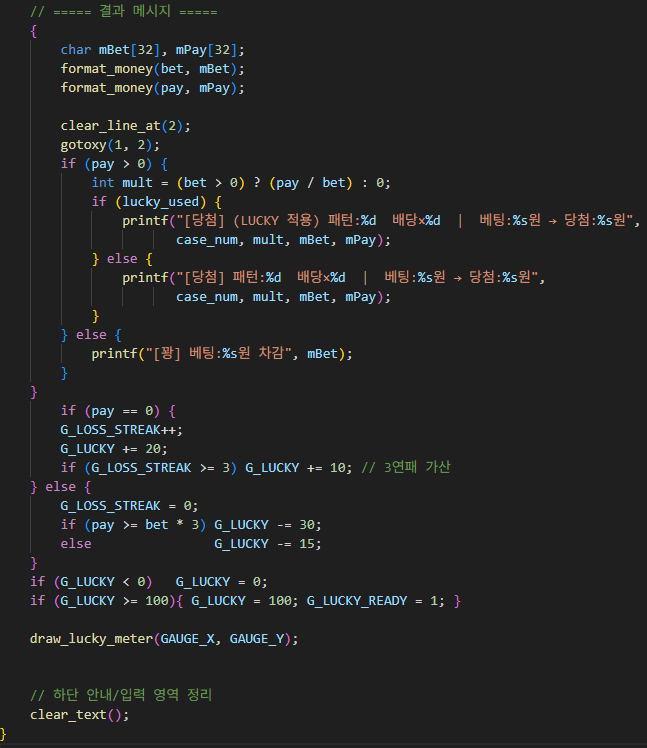 // ===== 결과 메시지 =====
{
    char mBet[32], mPay[32];
    format_money(bet, mBet);
    format_money(pay, mPay);

    clear_line_at(2);
    gotoxy(1, 2);
    if (pay > 0) {
        int mult = (bet > 0) ? (pay / bet) : 0;
        if (lucky_used) {
            printf("[당첨] (LUCKY 적용) 패턴:%d  배당×%d  |  베팅:%s원 → 당첨:%s원",
                   case_num, mult, mBet, mPay);
        } else {
            printf("[당첨] 패턴:%d  배당×%d  |  베팅:%s원 → 당첨:%s원",
                   case_num, mult, mBet, mPay);
        }
    } else {
        printf("[꽝] 베팅:%s원 차감", mBet);
    }
}
    if (pay == 0) {
    G_LOSS_STREAK++;
    G_LUCKY += 20;
    if (G_LOSS_STREAK >= 3) G_LUCKY += 10; // 3연패 가산
} else {
    G_LOSS_STREAK = 0;
    if (pay >= bet * 3) G_LUCKY -= 30;
    else                G_LUCKY -= 15;
}
if (G_LUCKY < 0)   G_LUCKY = 0;
if (G_LUCKY >= 100){ G_LUCKY = 100; G_LUCKY_READY = 1; }

draw_lucky_meter(GAUGE_X, GAUGE_Y);


// 하단 안내/입력 영역 정리
clear_text();
}